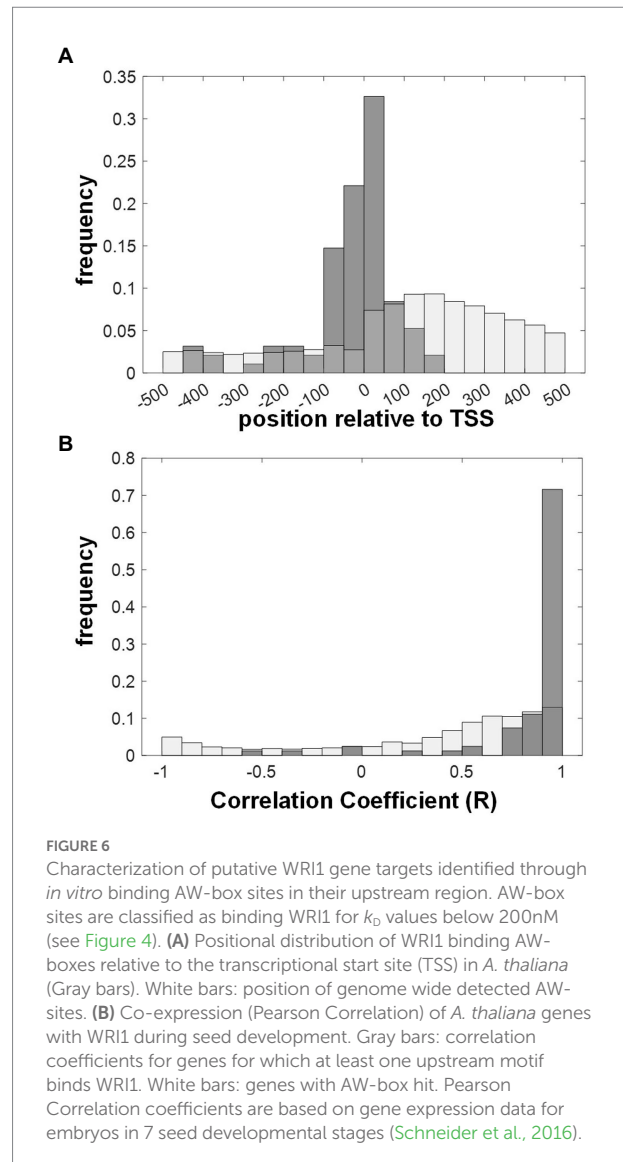 A
0.35
0.3
0.25
0.2
0.15
0.1
0.05
0
frequency
-500
-400
-300
-200
-100
0
100
200
300
400
500
position relative to TSS
B
0.8
0.7
0.6
0.5
0.4
0.3
0.2
0.1
0
frequency
-1
-0.5
0
0.5
1
Correlation Coefficient (R)
FIGURE 6
Characterization of putative WRI1 gene targets identified through
in vitro binding AW-box sites in their upstream region. AW-box
sites are classified as binding WRI1 for kD values below 200nM
(see Figure 4). (A) Positional distribution of WRI1 binding AW-
boxes relative to the transcriptional start site (TSS) in A. thaliana
(Gray bars). White bars: position of genome wide detected AW-
sites. (B) Co-expression (Pearson Correlation) of A. thaliana genes
with WRI1 during seed development. Gray bars: correlation
coefficients for genes for which at least one upstream motif
binds WRI1. White bars: genes with AW-box hit. Pearson
Correlation coefficients are based on gene expression data for
embryos in 7 seed developmental stages (Schneider et al., 2016).